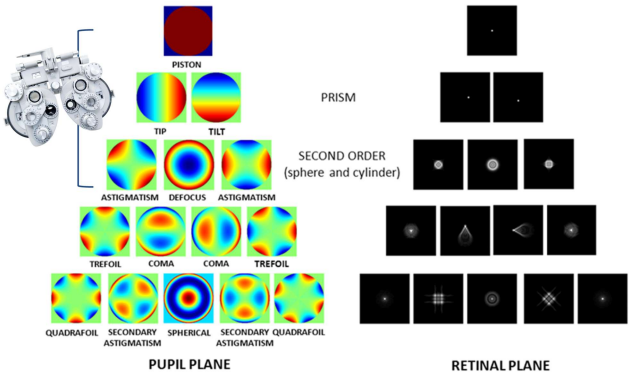 PISTON
PRISM
TIP TILT
SECOND ORDER
(sphere and cylinder)
ASTIGMATISM DEFOCUS ASTIGMATISM
TREFOIL COMA COMA TREFOIL
QUADRAFOIL SECONDARY ASTIGMATISM SPHERICAL SECONDARY ASTIGMATISM QUADRAFOIL
PUPIL PLANE RETINAL PLANE